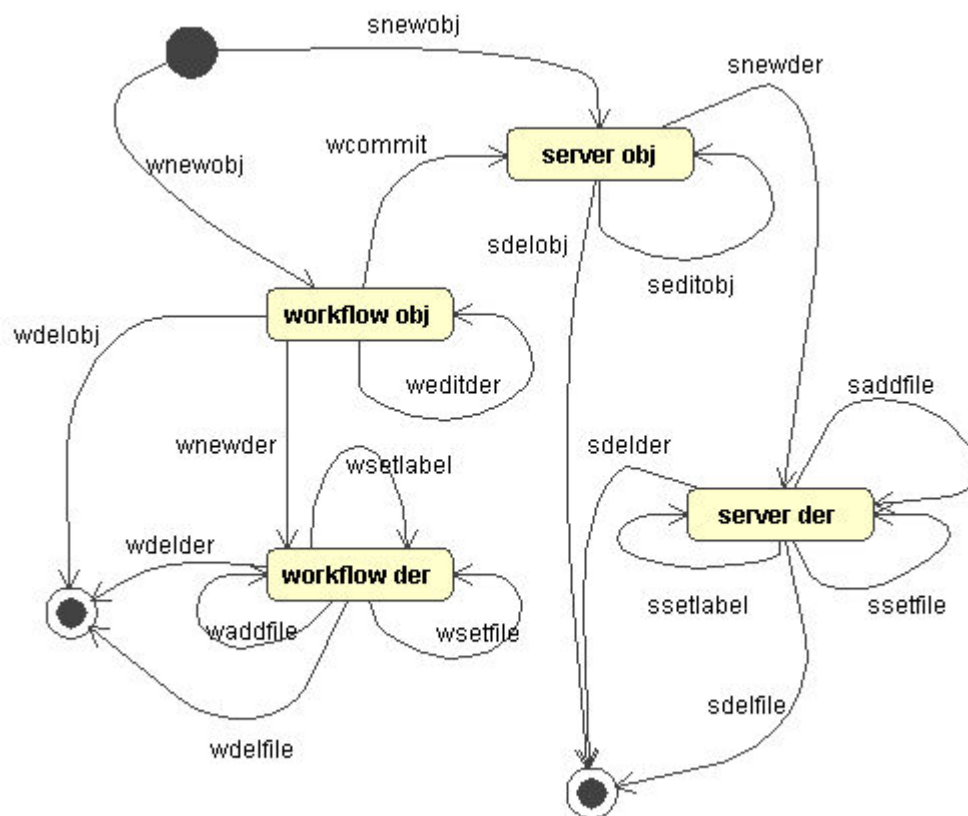 snewobj
snewder
wcommit
server obj
wnewobj
sdelobj
seditobj
workflow obj
wdelobj
weditder
saddfile
wnewder
wsetlabel
sdelder
server der
wdelder
workflow der
ssetlabel
ssetfile
waddfile
wsetfile
sdelfile
wdelfile